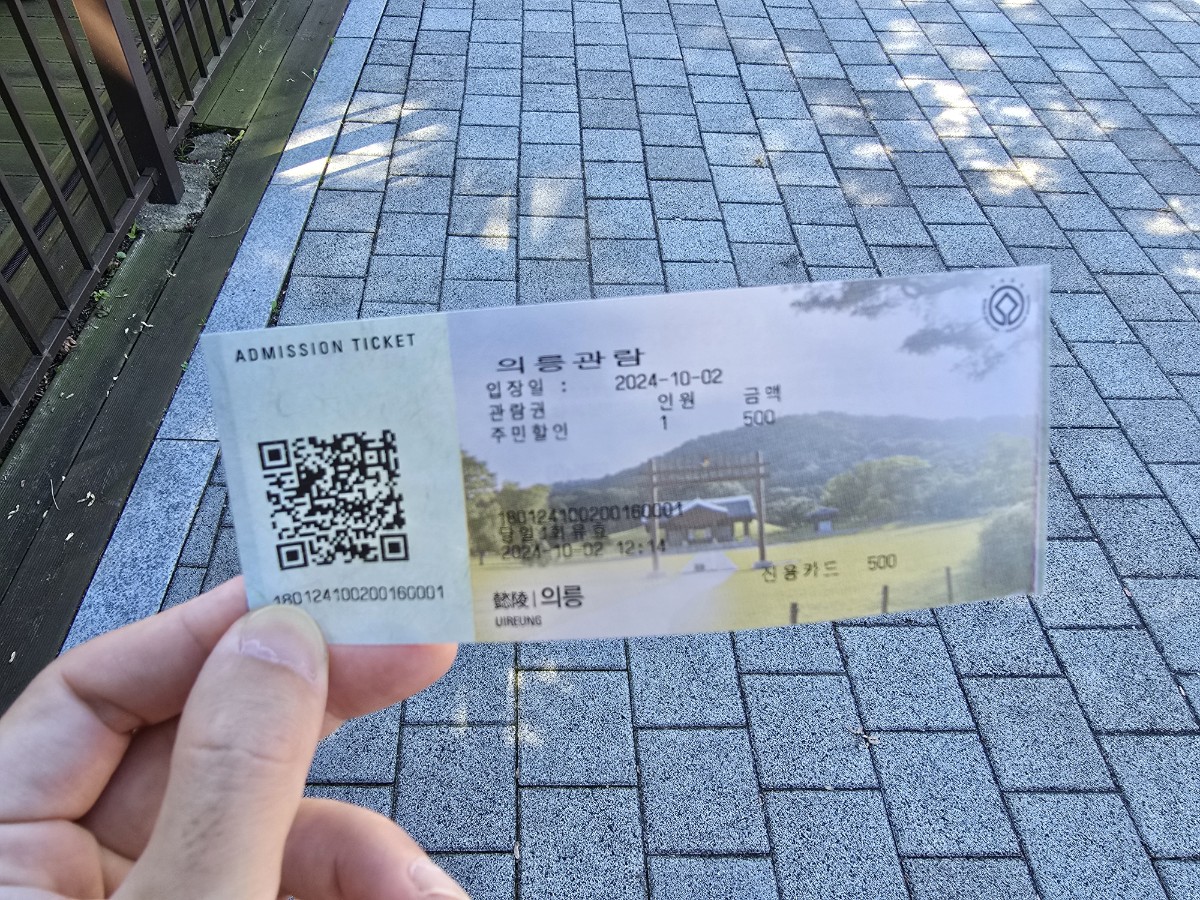 ADMISSION TICKET
180124100200160001
의릉관람
입장일 : 2024-10-02
관람권 인원 금액
주민할인 1 500
180124100200160001
당일1회유효
2024-10-02 12:14
신용카드 500
懿陵 | 의릉
UIREUNG